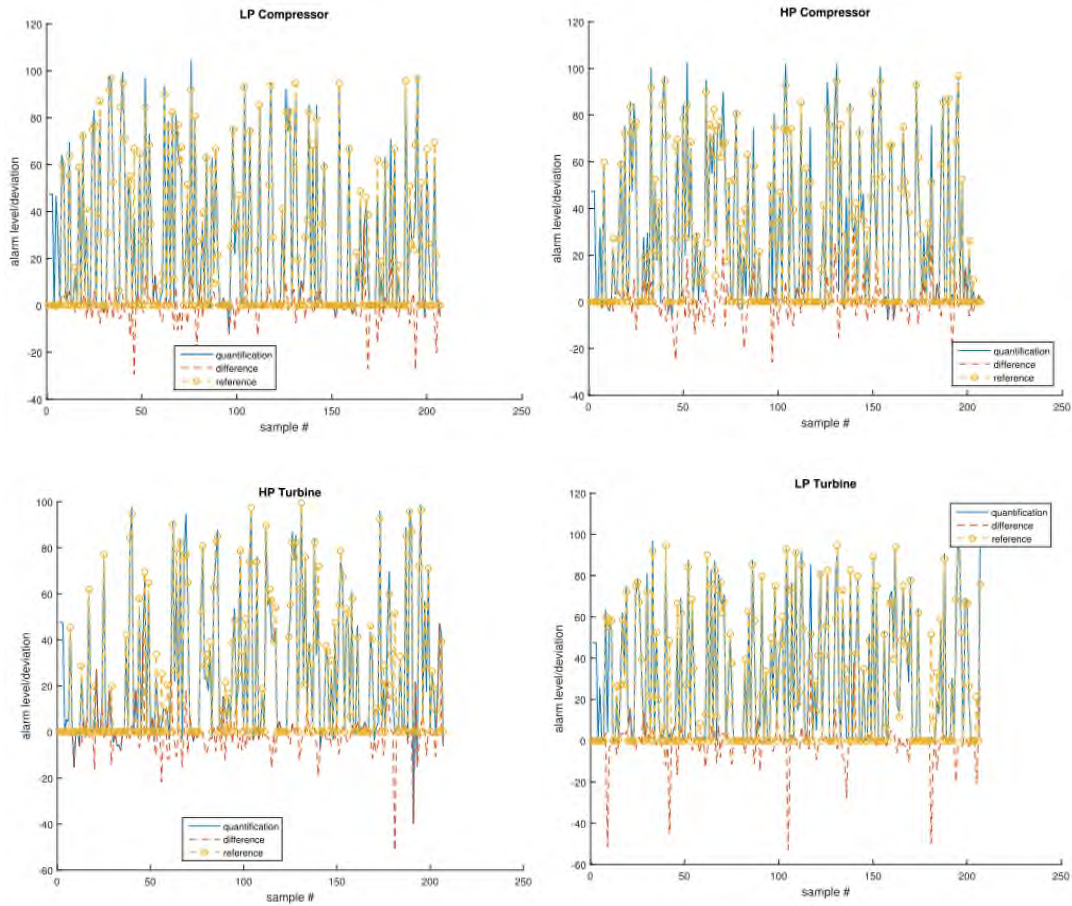 LP Compressor
120
100
80
60
40
20
0
-20
-40
alarm level/deviation
quantification
difference
reference
0
50
100
150
200
250
sample #
HP Compressor
120
100
80
60
40
20
0
-20
-40
alarm level/deviation
quantification
difference
reference
0
50
100
150
200
250
sample #
HP Turbine
100
80
60
40
20
0
-20
-40
-60
alarm level/deviation
quantification
difference
reference
0
50
100
150
200
250
sample #
LP Turbine
120
100
80
60
40
20
0
-20
-40
-60
alarm level/deviation
quantification
difference
reference
0
50
100
150
200
250
sample #